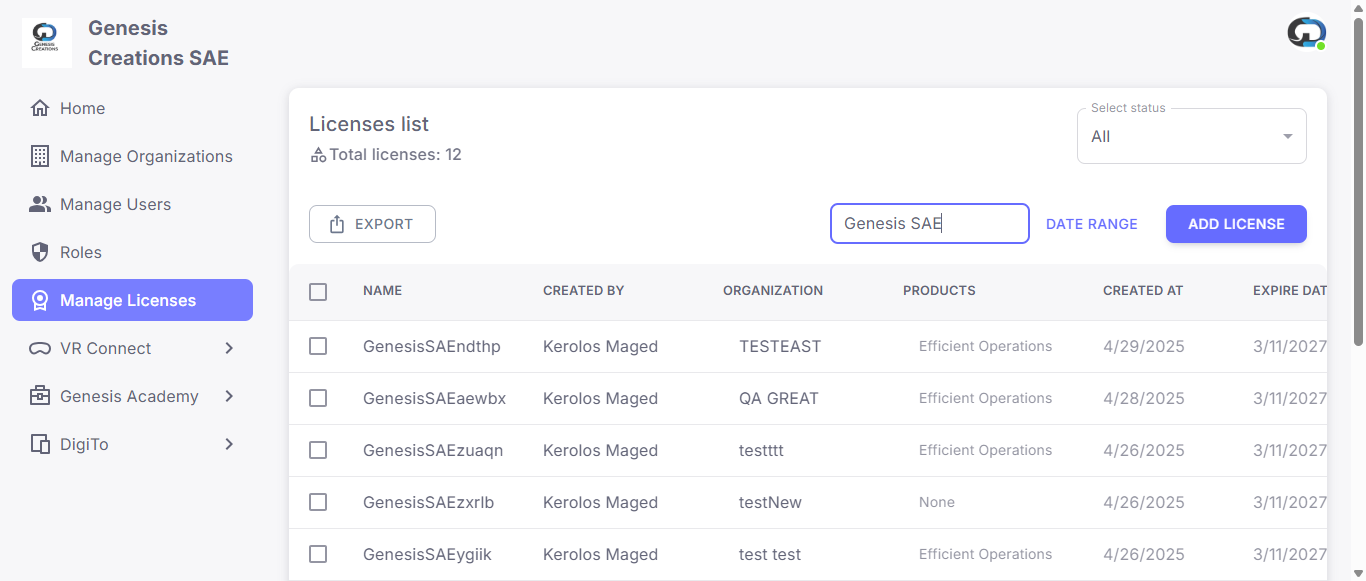 GENESIS
CREATIONS
Genesis
Creations SAE
Home
Manage Organizations
Manage Users
Roles
Manage Licenses
VR Connect
Genesis Academy
DigiTo
Licenses list
Total licenses: 12
Select status
All
EXPORT
Genesis SAE
DATE RANGE
ADD LICENSE
NAME CREATED BY ORGANIZATION PRODUCTS CREATED AT EXPIRE DAT
GenesisSAEndthp Kerolos Maged TESTEAST Efficient Operations 4/29/2025 3/11/2027
GenesisSAEaewbx Kerolos Maged QA GREAT Efficient Operations 4/28/2025 3/11/2027
GenesisSAEzuaqn Kerolos Maged testttt Efficient Operations 4/26/2025 3/11/2027
GenesisSAEzxrlb Kerolos Maged testNew None 4/26/2025 3/11/2027
GenesisSAEygiik Kerolos Maged test test Efficient Operations 4/26/2025 3/11/2027